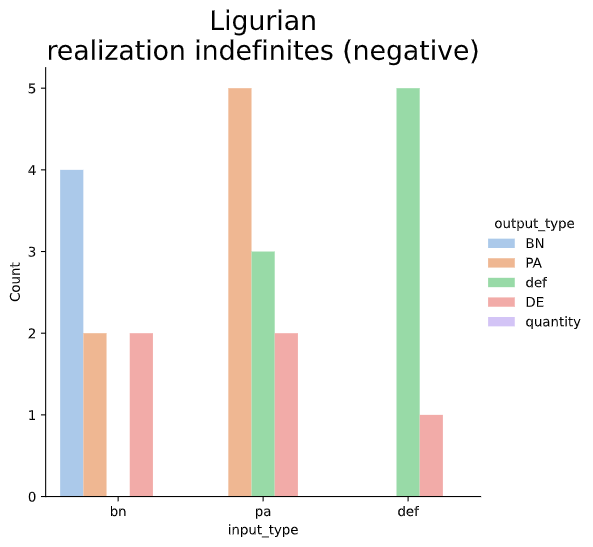 Ligurian
realization indefinites (negative)
5
4
3
2
1
0
Count
bn
pa
def
input_type
output_type
BN
PA
def
DE
quantity